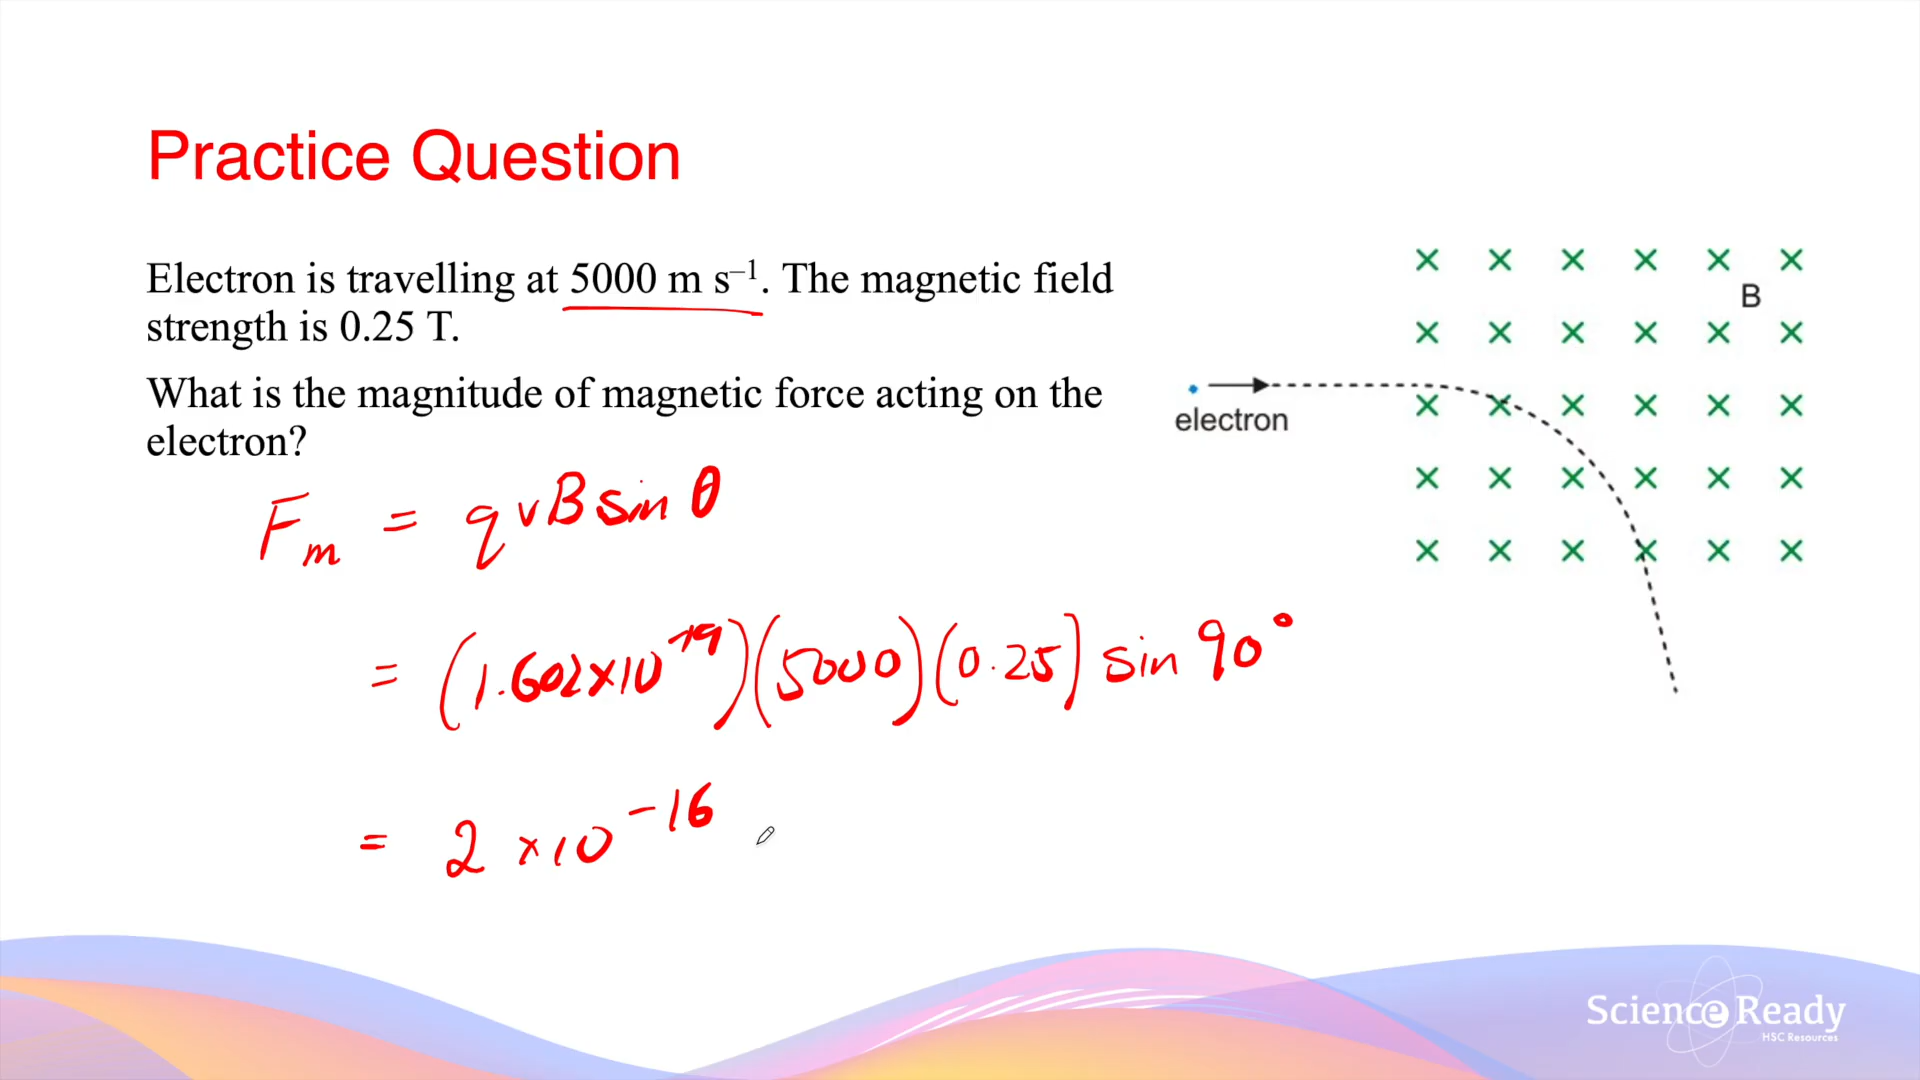 Practice Question
Electron is travelling at 5000 m s⁻¹. The magnetic field
strength is 0.25 T.
What is the magnitude of magnetic force acting on the
electron?
B
electron
Fₘ = qvB sin θ
= (1.602×10⁻¹⁹)(5000)(0.25) sin 90°
= 2 ×10⁻¹⁶
Science Ready
HSC Resources